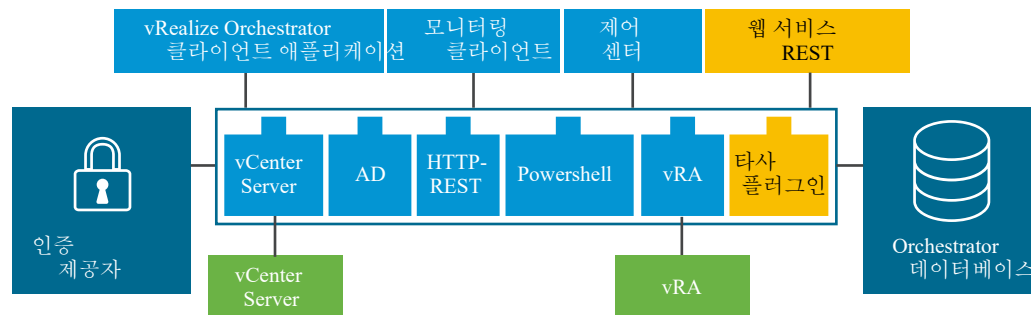 vRealize Orchestrator
클라이언트 애플리케이션
모니터링
클라이언트
제어
센터
웹 서비스
REST
인증
제공자
vCenter
Server
AD
HTTP-
REST
Powershell
vRA
타사
플러그인
Orchestrator
데이터베이스
vCenter
Server
vRA